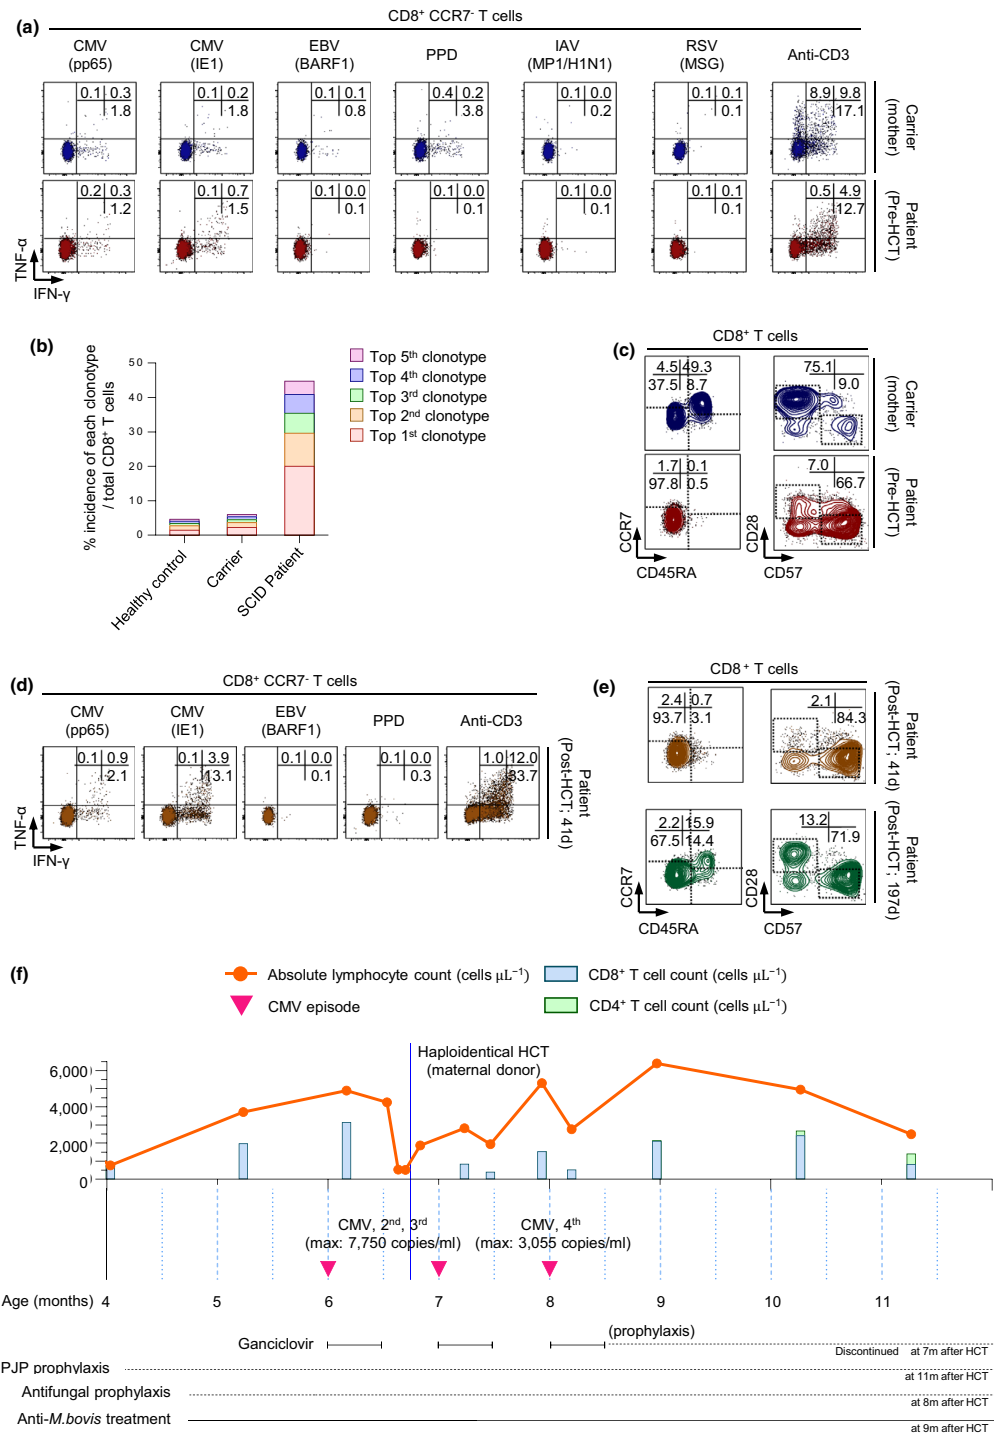 (a)
CD8⁺ CCR7⁻ T cells
CMV (pp65)
CMV (IE1)
EBV (BARF1)
PPD
IAV (MP1/H1N1)
RSV (MSG)
Anti-CD3
0.1 0.3 1.8
0.1 0.2 1.8
0.1 0.1 0.8
0.4 0.2 3.8
0.1 0.0 0.2
0.1 0.1 0.1
8.9 9.8 17.1
Carrier (mother)
0.2 0.3 1.2
0.1 0.7 1.5
0.1 0.0 0.1
0.1 0.0 0.1
0.1 0.0 0.1
0.1 0.1 0.1
0.5 4.9 12.7
Patient (Pre-HCT)
TNF-α
IFN-γ
(b)
% incidence of each clonotype / total CD8⁺ T cells
50
40
30
20
10
0
Healthy control
Carrier
SCID Patient
Top 5th clonotype
Top 4th clonotype
Top 3rd clonotype
Top 2nd clonotype
Top 1st clonotype
(c)
CD8⁺ T cells
4.5 49.3
37.5 8.7
75.1
9.0
Carrier (mother)
1.7 0.1
97.8 0.5
7.0
66.7
Patient (Pre-HCT)
CCR7
CD45RA
CD28
CD57
(d)
CD8⁺ CCR7⁻ T cells
CMV (pp65)
CMV (IE1)
EBV (BARF1)
PPD
Anti-CD3
0.1 0.9 2.1
0.1 3.9 13.1
0.1 0.0 0.1
0.1 0.0 0.3
1.0 12.0 33.7
Patient (Post-HCT; 41d)
TNF-α
IFN-γ
(e)
CD8⁺ T cells
2.4 0.7
93.7 3.1
2.1
84.3
Patient (Post-HCT; 41d)
2.2 15.9
67.5 14.4
13.2
71.9
Patient (Post-HCT; 197d)
CCR7
CD45RA
CD28
CD57
(f)
Absolute lymphocyte count (cells μL⁻¹)
CMV episode
CD8⁺ T cell count (cells μL⁻¹)
CD4⁺ T cell count (cells μL⁻¹)
Haploidentical HCT
(maternal donor)
6,000
4,000
2,000
0
CMV, 2nd, 3rd
(max: 7,750 copies/ml)
CMV, 4th
(max: 3,055 copies/ml)
Age (months) 4 5 6 7 8 9 10 11
Ganciclovir
(prophylaxis)
Discontinued at 7m after HCT
PJP prophylaxis
at 11m after HCT
Antifungal prophylaxis
at 8m after HCT
Anti-M.bovis treatment
at 9m after HCT